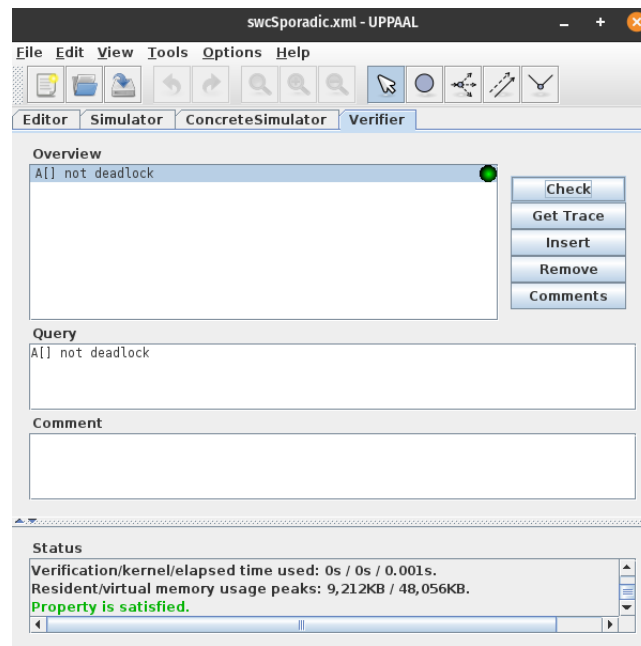 swcSporadic.xml - UPPAAL
File Edit View Tools Options Help
Editor Simulator ConcreteSimulator Verifier
Overview
A[] not deadlock
Check
Get Trace
Insert
Remove
Comments
Query
A[] not deadlock
Comment
Status
Verification/kernel/elapsed time used: 0s / 0s / 0.001s.
Resident/virtual memory usage peaks: 9,212KB / 48,056KB.
Property is satisfied.